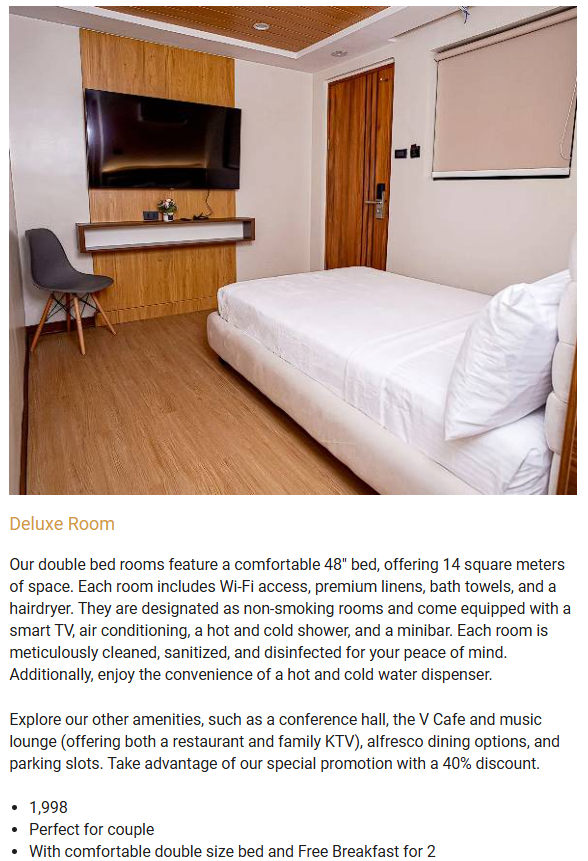 Deluxe Room
Our double bed rooms feature a comfortable 48" bed, offering 14 square meters
of space. Each room includes Wi-Fi access, premium linens, bath towels, and a
hairdryer. They are designated as non-smoking rooms and come equipped with a
smart TV, air conditioning, a hot and cold shower, and a minibar. Each room is
meticulously cleaned, sanitized, and disinfected for your peace of mind.
Additionally, enjoy the convenience of a hot and cold water dispenser.
Explore our other amenities, such as a conference hall, the V Cafe and music
lounge (offering both a restaurant and family KTV), alfresco dining options, and
parking slots. Take advantage of our special promotion with a 40% discount.
• 1,998
• Perfect for couple
• With comfortable double size bed and Free Breakfast for 2